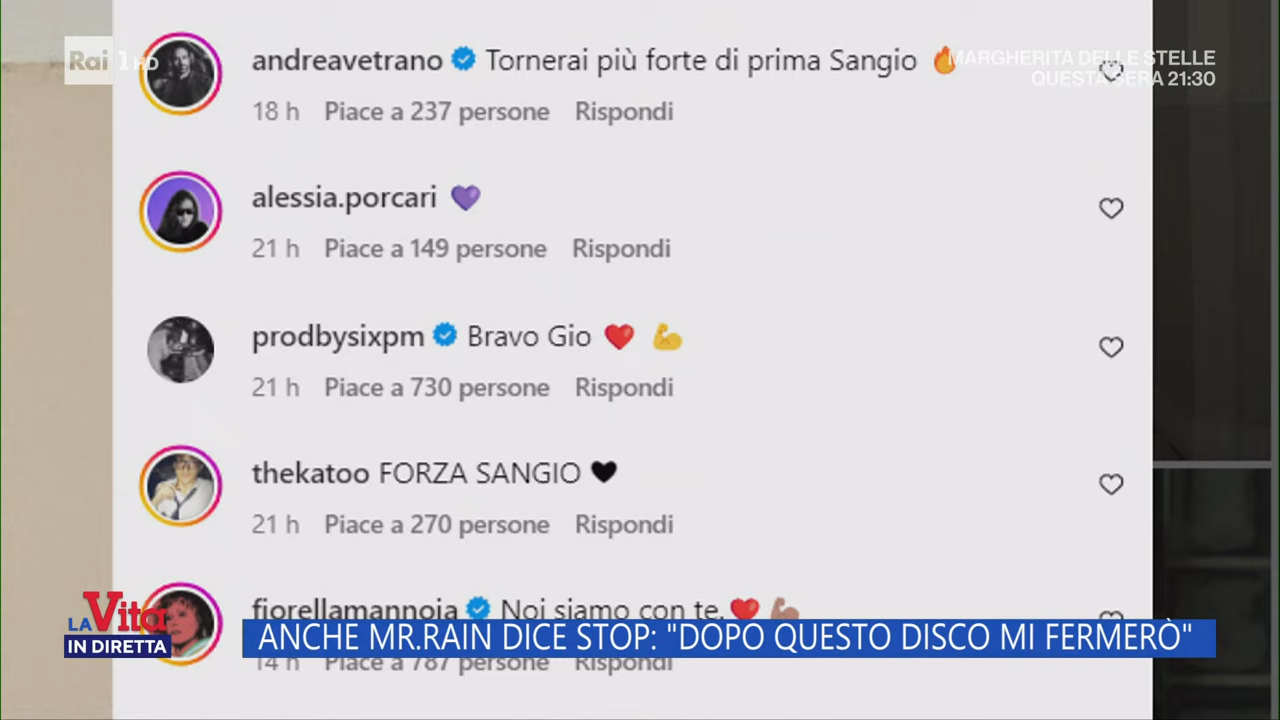 Rai 1 HD
MARGHERITA DELLE STELLE
QUESTA SERA 21:30
andreavetrano Tornerai più forte di prima Sangio 🔥
18 h Piace a 237 persone Rispondi
alessia.porcari 💜
21 h Piace a 149 persone Rispondi
prodbysixpm Bravo Gio ❤️ 💪
21 h Piace a 730 persone Rispondi
thekatoo FORZA SANGIO 🖤
21 h Piace a 270 persone Rispondi
fiorellamannoia Noi siamo con te. ❤️ 💪🏽
14 h Piace a 787 persone Rispondi
LA Vita
IN DIRETTA
ANCHE MR.RAIN DICE STOP: "DOPO QUESTO DISCO MI FERMERÒ"